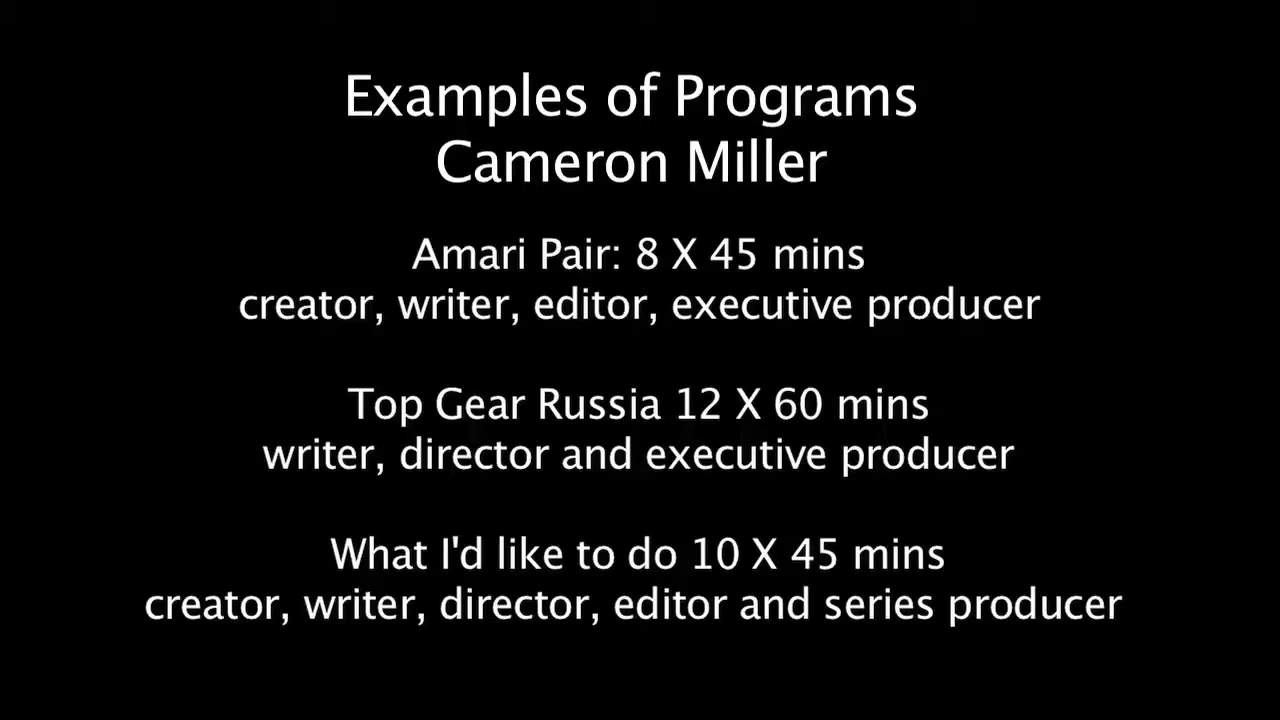 Examples of Programs
Cameron Miller
Amari Pair: 8 X 45 mins
creator, writer, editor, executive producer
Top Gear Russia 12 X 60 mins
writer, director and executive producer
What I'd like to do 10 X 45 mins
creator, writer, director, editor and series producer